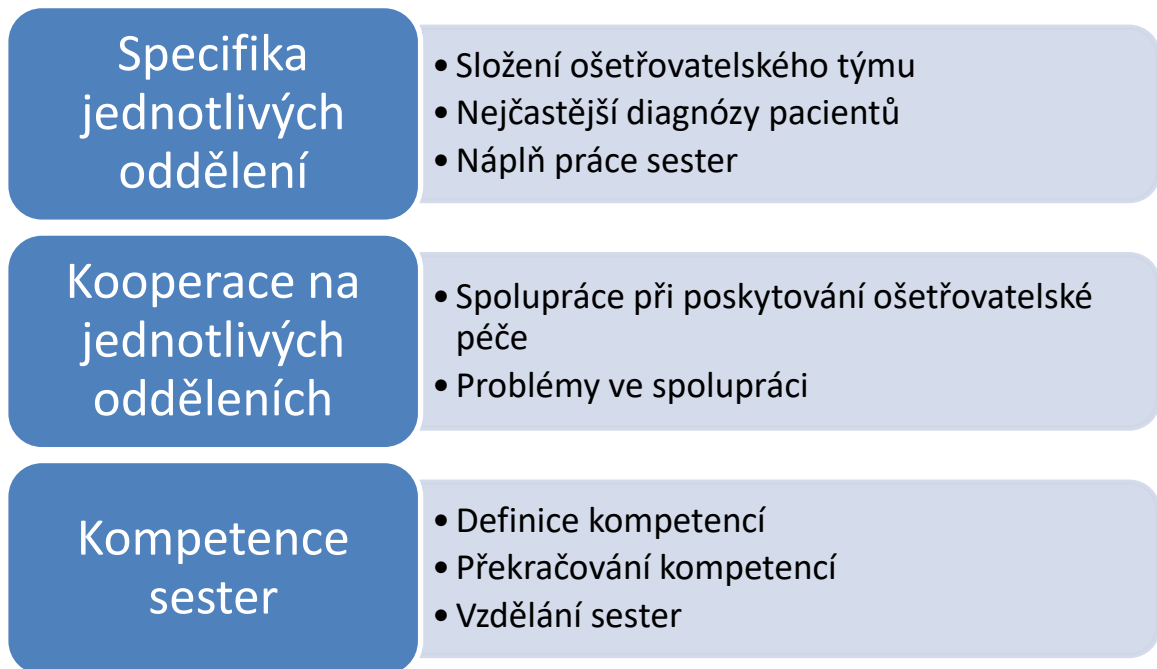 Specifika
jednotlivých
oddělení
• Složení ošetřovatelského týmu
• Nejčastější diagnózy pacientů
• Náplň práce sester
Kooperace na
jednotlivých
odděleních
• Spolupráce při poskytování ošetřovatelské
péče
• Problémy ve spolupráci
Kompetence
sester
• Definice kompetencí
• Překračování kompetencí
• Vzdělání sester